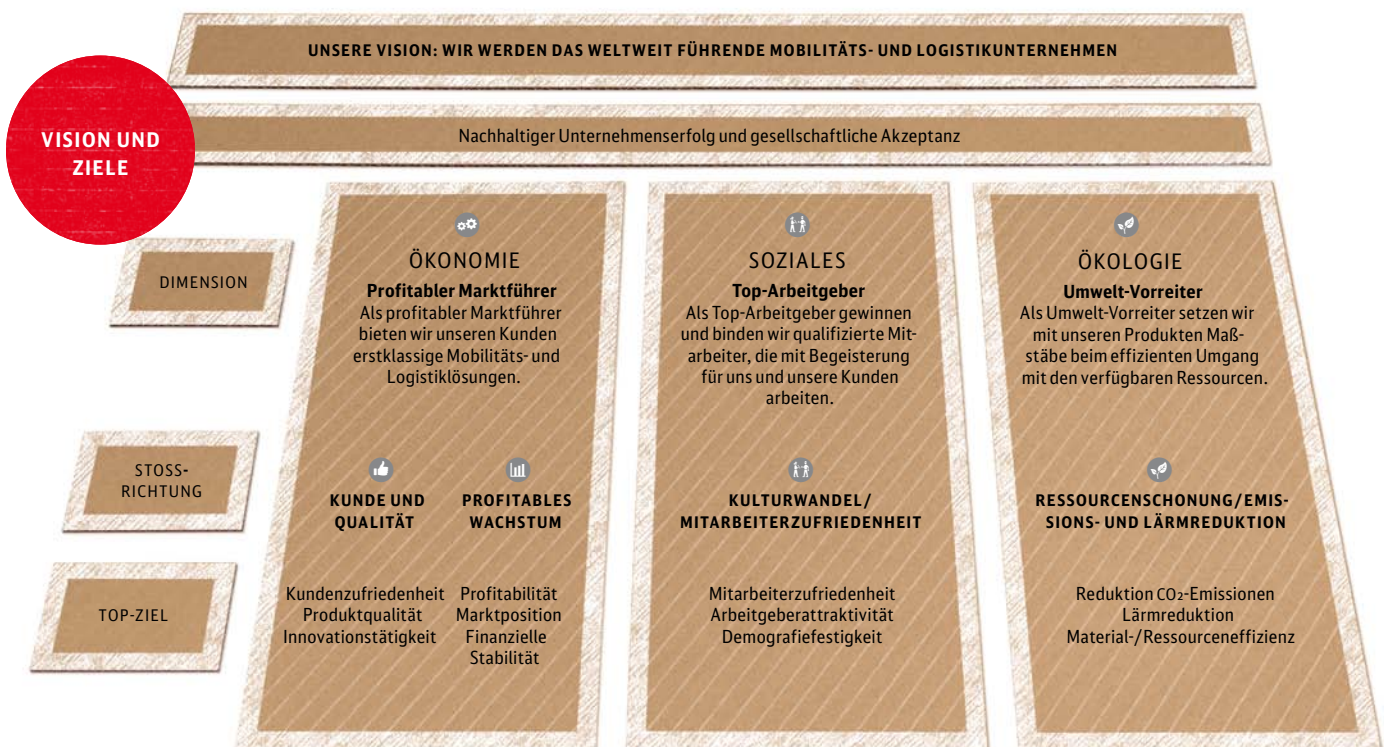 UNSERE VISION: WIR WERDEN DAS WELTWEIT FÜHRENDE MOBILITÄTS- UND LOGISTIKUNTERNEHMEN
VISION UND
ZIELE
Nachhaltiger Unternehmenserfolg und gesellschaftliche Akzeptanz
DIMENSION
ÖKONOMIE
Profitabler Marktführer
Als profitabler Marktführer
bieten wir unseren Kunden
erstklassige Mobilitäts- und
Logistiklösungen.
SOZIALES
Top-Arbeitgeber
Als Top-Arbeitgeber gewinnen
und binden wir qualifizierte Mit-
arbeiter, die mit Begeisterung
für uns und unsere Kunden
arbeiten.
ÖKOLOGIE
Umwelt-Vorreiter
Als Umwelt-Vorreiter setzen wir
mit unseren Produkten Maß-
stäbe beim effizienten Umgang
mit den verfügbaren Ressourcen.
STOSS-
RICHTUNG
KUNDE UND
QUALITÄT
PROFITABLES
WACHSTUM
KULTURWANDEL/
MITARBEITERZUFRIEDENHEIT
RESSOURCENSCHONUNG/EMIS-
SIONS- UND LÄRMREDUKTION
TOP-ZIEL
Kundenzufriedenheit
Produktqualität
Innovationstätigkeit
Profitabilität
Marktposition
Finanzielle
Stabilität
Mitarbeiterzufriedenheit
Arbeitgeberattraktivität
Demografiefestigkeit
Reduktion CO₂-Emissionen
Lärmreduktion
Material-/Ressourceneffizienz